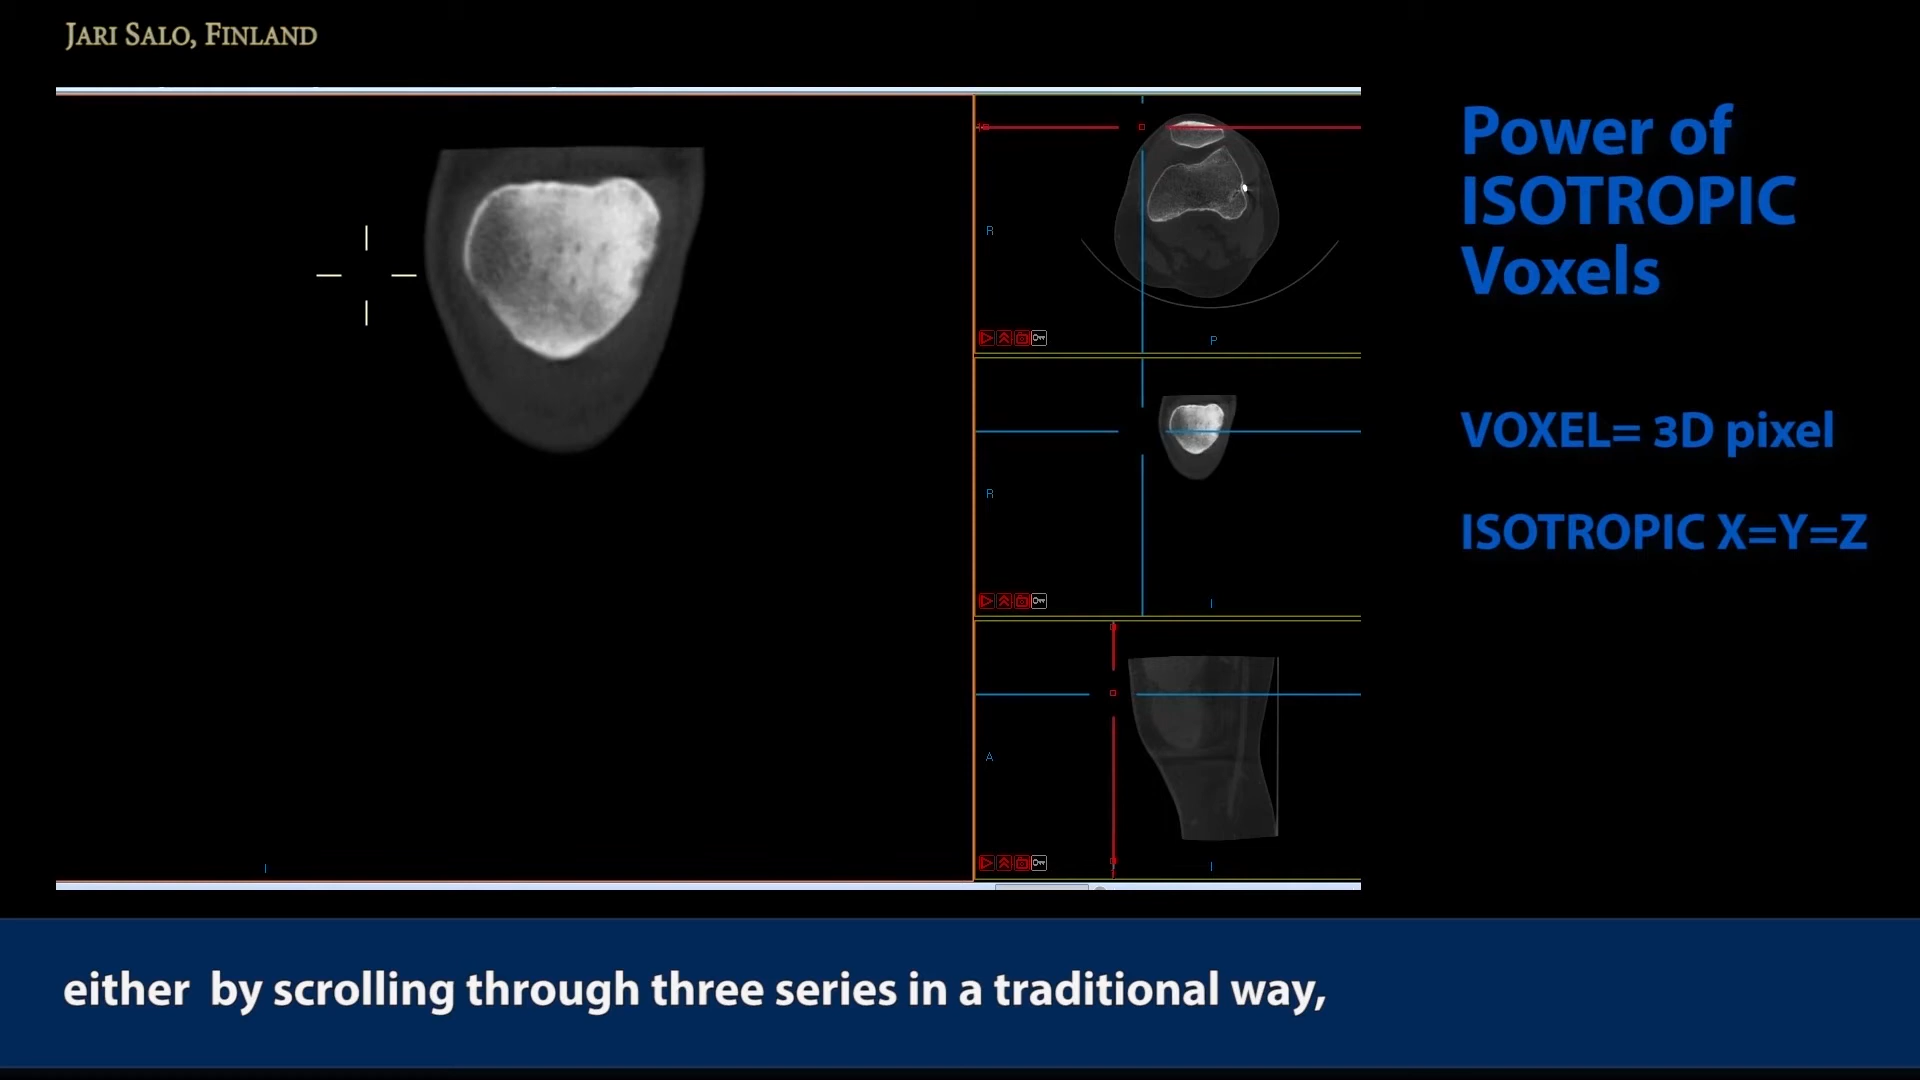 JARI SALO, FINLAND
Power of
ISOTROPIC
Voxels
VOXEL= 3D pixel
ISOTROPIC X=Y=Z
R
P
R
I
A
I
I
either by scrolling through three series in a traditional way,